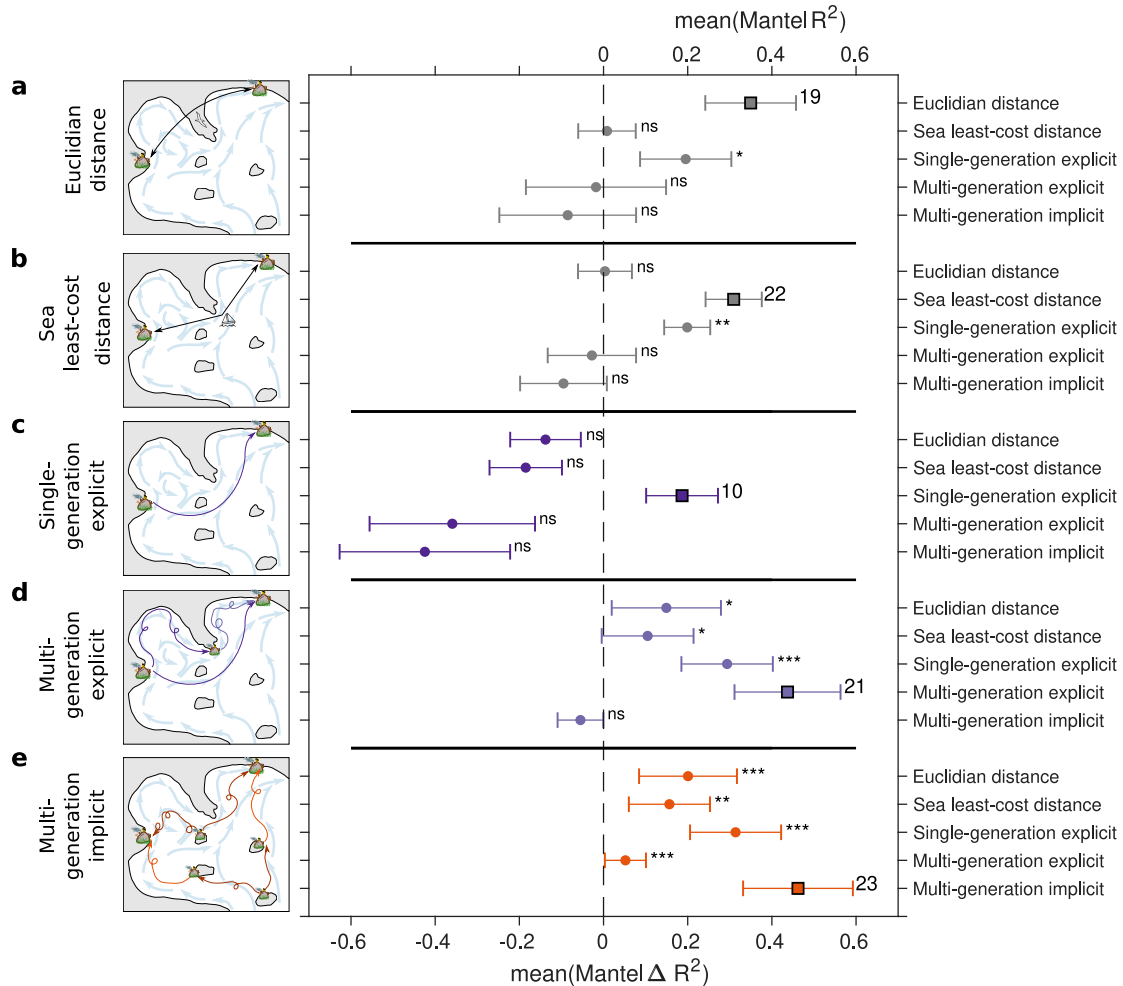 mean(Mantel R²)
0 0.2 0.4 0.6
a
Euclidian
distance
19
ns
*
ns
ns
Euclidian distance
Sea least-cost distance
Single-generation explicit
Multi-generation explicit
Multi-generation implicit
b
Sea
least-cost
distance
ns
22
**
ns
ns
Euclidian distance
Sea least-cost distance
Single-generation explicit
Multi-generation explicit
Multi-generation implicit
c
Single-
generation
explicit
ns
ns
10
ns
ns
Euclidian distance
Sea least-cost distance
Single-generation explicit
Multi-generation explicit
Multi-generation implicit
d
Multi-
generation
explicit
*
*
***
21
ns
Euclidian distance
Sea least-cost distance
Single-generation explicit
Multi-generation explicit
Multi-generation implicit
e
Multi-
generation
implicit
***
**
***
***
23
Euclidian distance
Sea least-cost distance
Single-generation explicit
Multi-generation explicit
Multi-generation implicit
-0.6 -0.4 -0.2 0 0.2 0.4 0.6
mean(Mantel Δ R²)